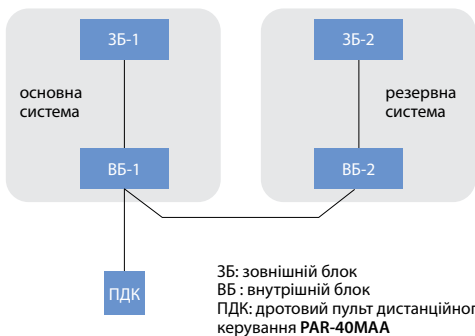 ЗБ-1
ЗБ-2
основна
система
резервна
система
ВБ-1
ВБ-2
ПДК
ЗБ: зовнішній блок
ВБ : внутрішній блок
ПДК: дротовий пульт дистанційног
керування PAR-40MAA